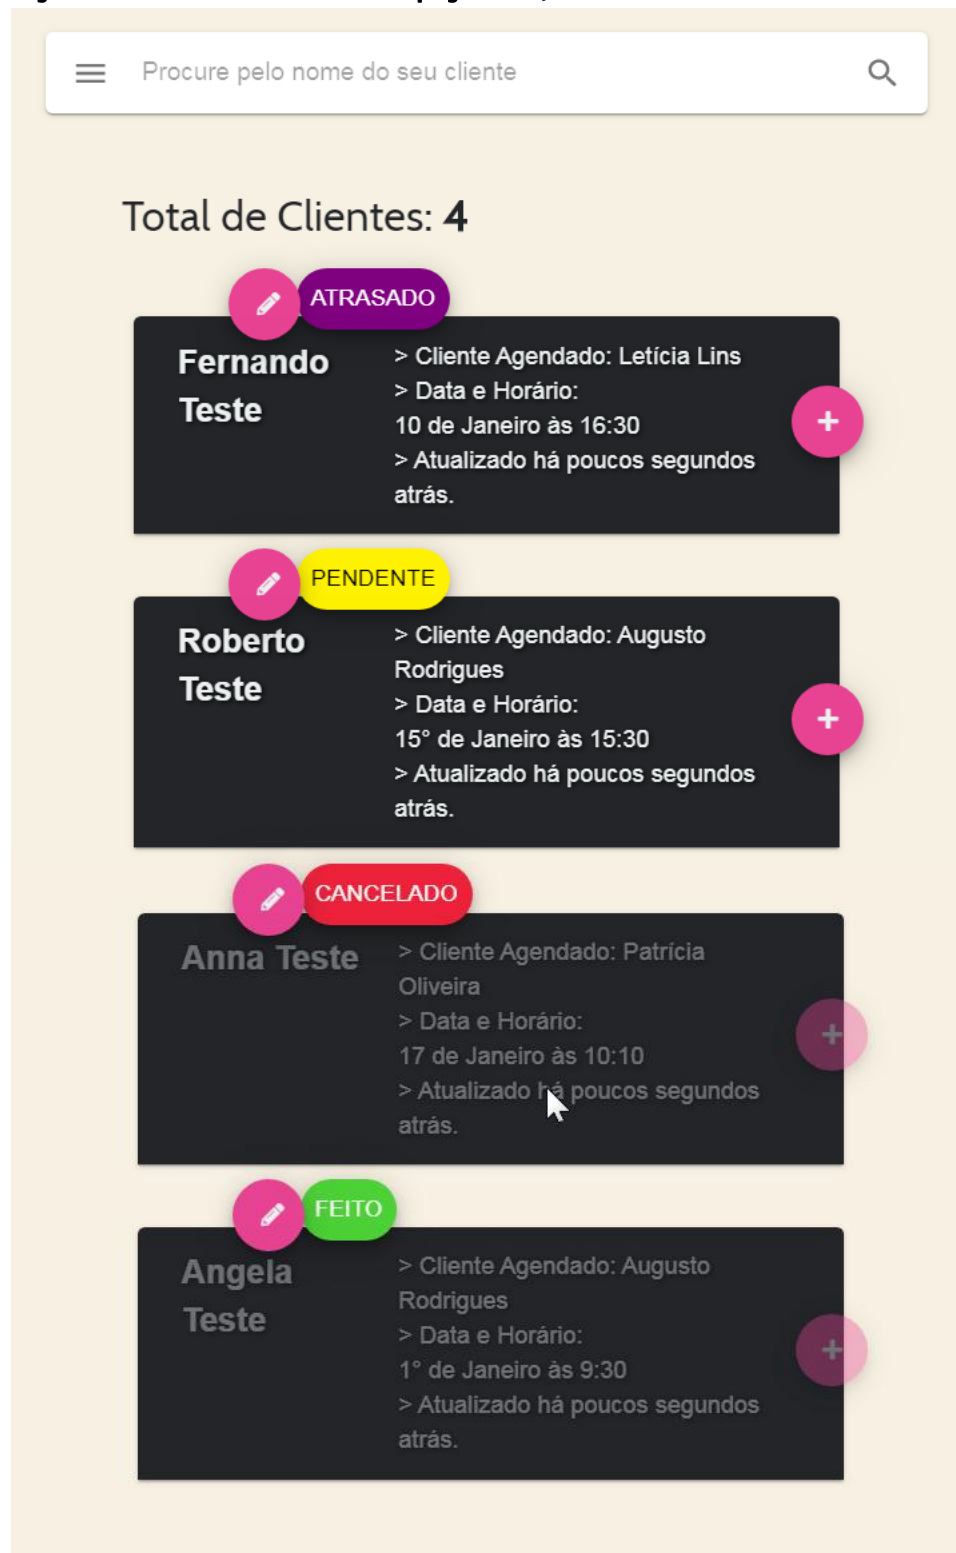 Procure pelo nome do seu cliente
Total de Clientes: 4
ATRASADO
Fernando
Teste
> Cliente Agendado: Letícia Lins
> Data e Horário:
10 de Janeiro às 16:30
> Atualizado há poucos segundos
atrás.
+
PENDENTE
Roberto
Teste
> Cliente Agendado: Augusto
Rodrigues
> Data e Horário:
15° de Janeiro às 15:30
> Atualizado há poucos segundos
atrás.
+
CANCELADO
Anna Teste
> Cliente Agendado: Patrícia
Oliveira
> Data e Horário:
17 de Janeiro às 10:10
> Atualizado há poucos segundos
atrás.
+
FEITO
Angela
Teste
> Cliente Agendado: Augusto
Rodrigues
> Data e Horário:
1° de Janeiro às 9:30
> Atualizado há poucos segundos
atrás.
+